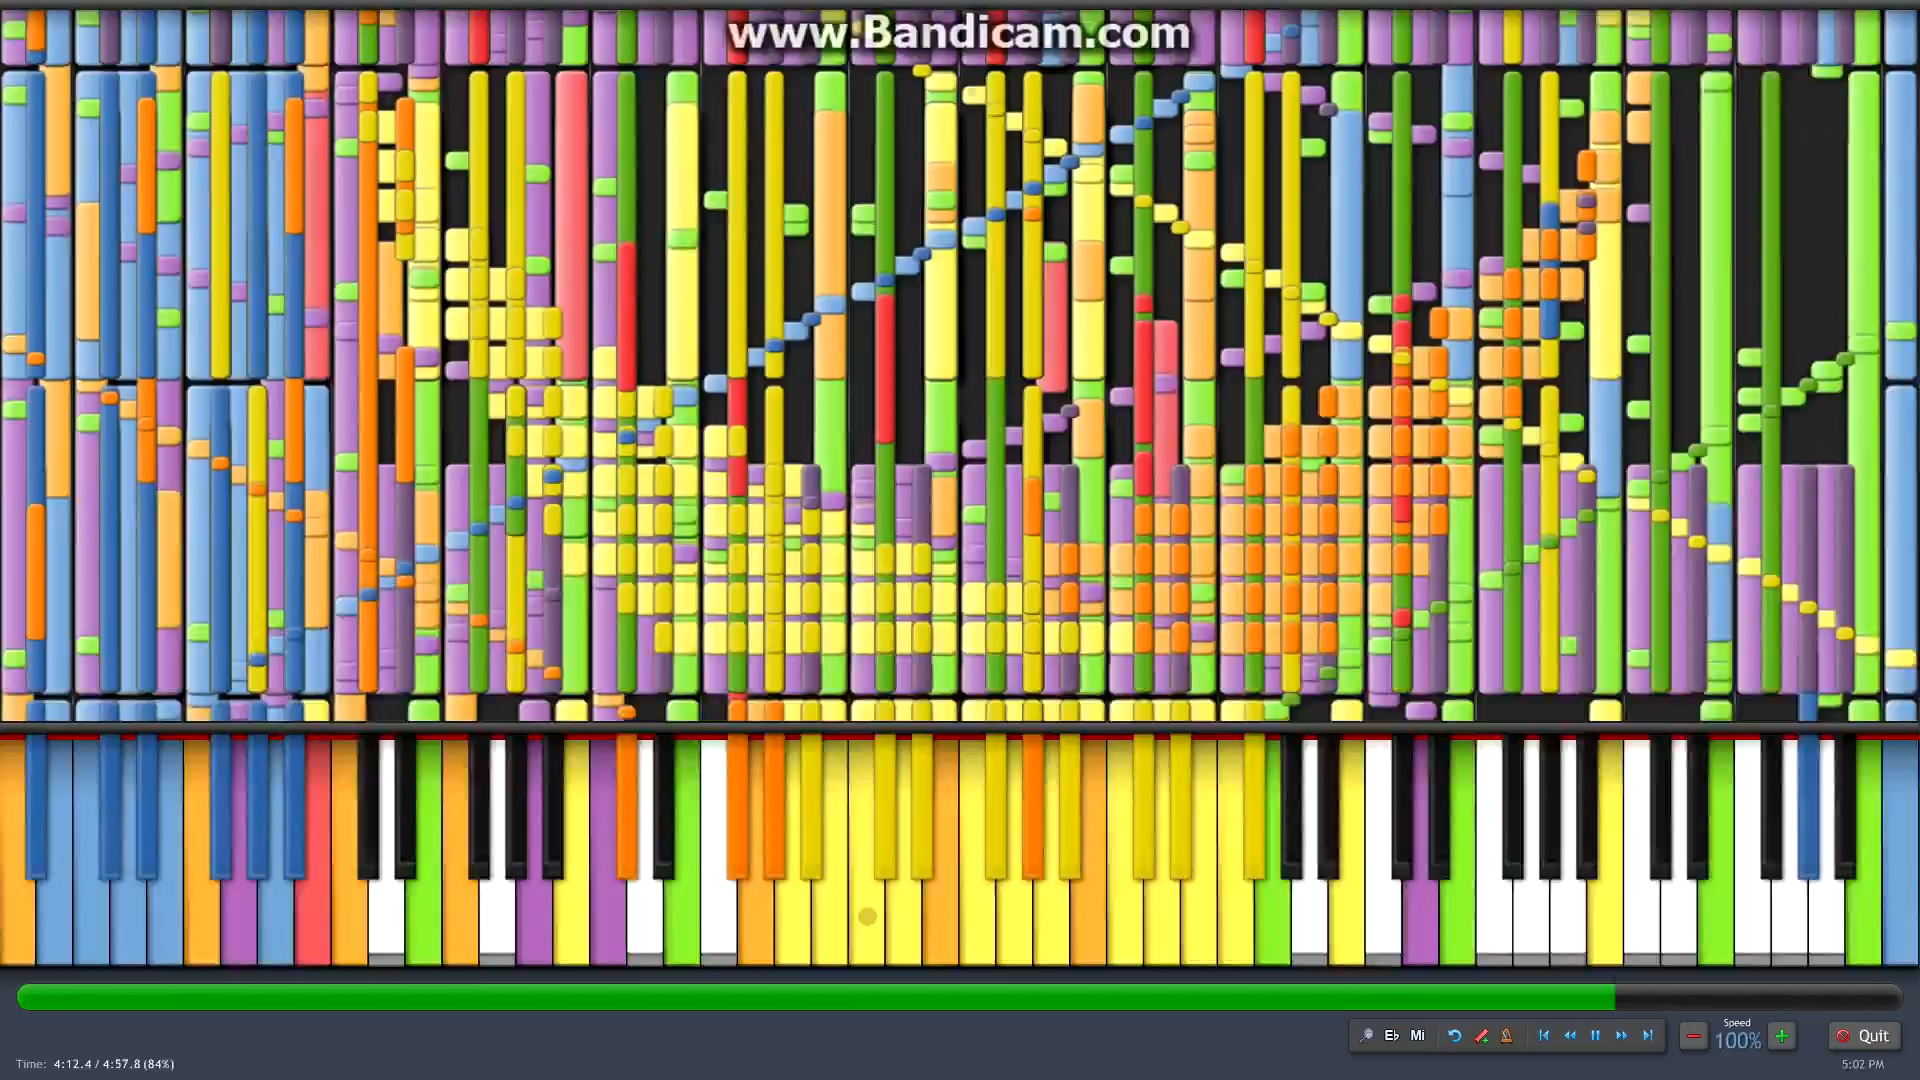 www.Bandicam.com
Speed
E♭ Mi 100% Quit
Time: 4:12.4 / 4:57.8 (84%)
5:02 PM